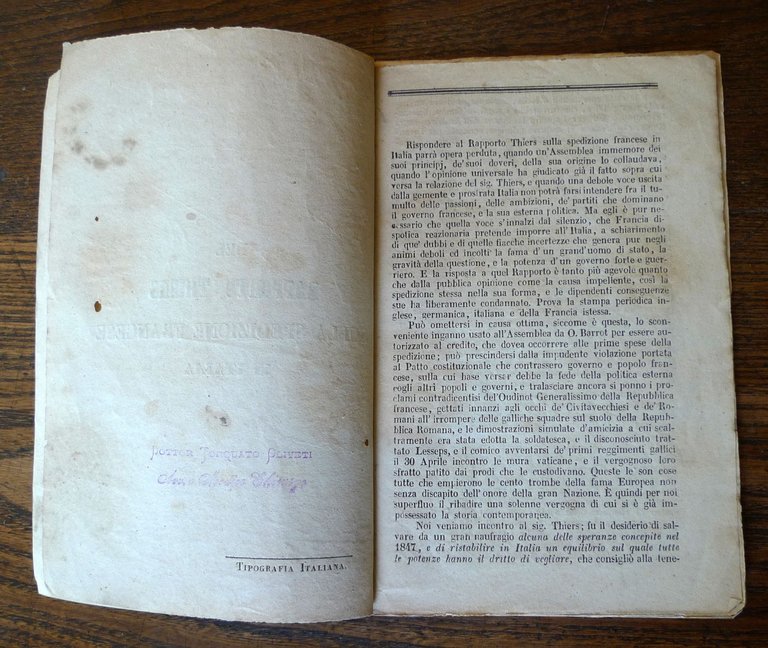 DOTTOR TORQUATO
TIPOGRAFIA ITALIANA.
Rispondere al Rapporto Thiers sulla spedizione francese in
Italia parrà opera perduta, quando un'Assemblea immemore dei
suoi principj, de'suoi doveri, della sua origine lo collaudava,
quando l'opinione universale ha giudicato già il fatto sopra cui
versa la relazione del sig. Thiers, e quando una debole voce uscita
dalla gemente e prostrata Italia non potrà farsi intendere fra il tu-
multo delle passioni, delle ambizioni, de'partiti che dominano
il governo francese, e la sua esterna politica. Ma egli è pur ne-
cessario che quella voce s'innalzi dal silenzio, che Francia di-
spotica reazionaria pretende imporre all'Italia, a schiarimento
di que' dubbi e di quelle fiacche incertezze che genera pur negli
animi deboli ed incolti la fama d'un grand'uomo di stato, la
gravità della questione, e la potenza d'un governo forte e guer-
riero. E la risposta a quel Rapporto è tanto più agevole quanto
che dalla pubblica opinione come la causa impellente, così la
spedizione stessa nella sua forma, e le dipendenti conseguenze
sue ha liberamente condannato. Prova la stampa periodica in-
glese, germanica, italiana e della Francia istessa.
Può omettersi in causa ottima, siccome è questa, lo scon-
veniente inganno usato all'Assemblea da O. Barrot per essere au-
torizzato al credito, che dovea occorrere alle prime spese della
spedizione; può prescindersi dalla impudente violazione portata
al Patto costituzionale che contrassero governo e popolo fran-
cese, sulla cui base versar debbe la fede della politica esterna
cogli altri popoli e governi, e tralasciare ancora si ponno i pro-
clami contradicentisi del'Oudinot Generalissimo della Republica
francese, gettati innanzi agli occhi de'Civitavecchiesi e de'Ro-
mani all'irrompere delle galliche squadre sul suolo della Repub-
blica Romana, e le dimostrazioni simulate d'amicizia a cui scal-
tramente era stata edotta la soldatesca, il disconosciuto trat-
tato Lesseps, e il comico avventarsi de'primi reggimenti gallici
il 30 Aprile incontro le mura vaticane, e il vergognoso loro
sfratto patito dai prodi che le custodivano. Queste le son cose
tutte che empierono le cento trombe della fama Europea non
senza discapito dell'onore della gran Nazione. È quindi per noi
superfluo il ribadire una solenne vergogna di cui si è già im-
possessato la storia contemporanea.
Noi veniamo incontro al sig. Thiers; fu il desiderio di sal-
vare da un gran naufragio alcuna delle speranze concepite nel
1847, e di ristabilire in Italia un equilibrio sul quale tutte
le potenze hanno il dritto di vegliare, che consigliò alla tene-